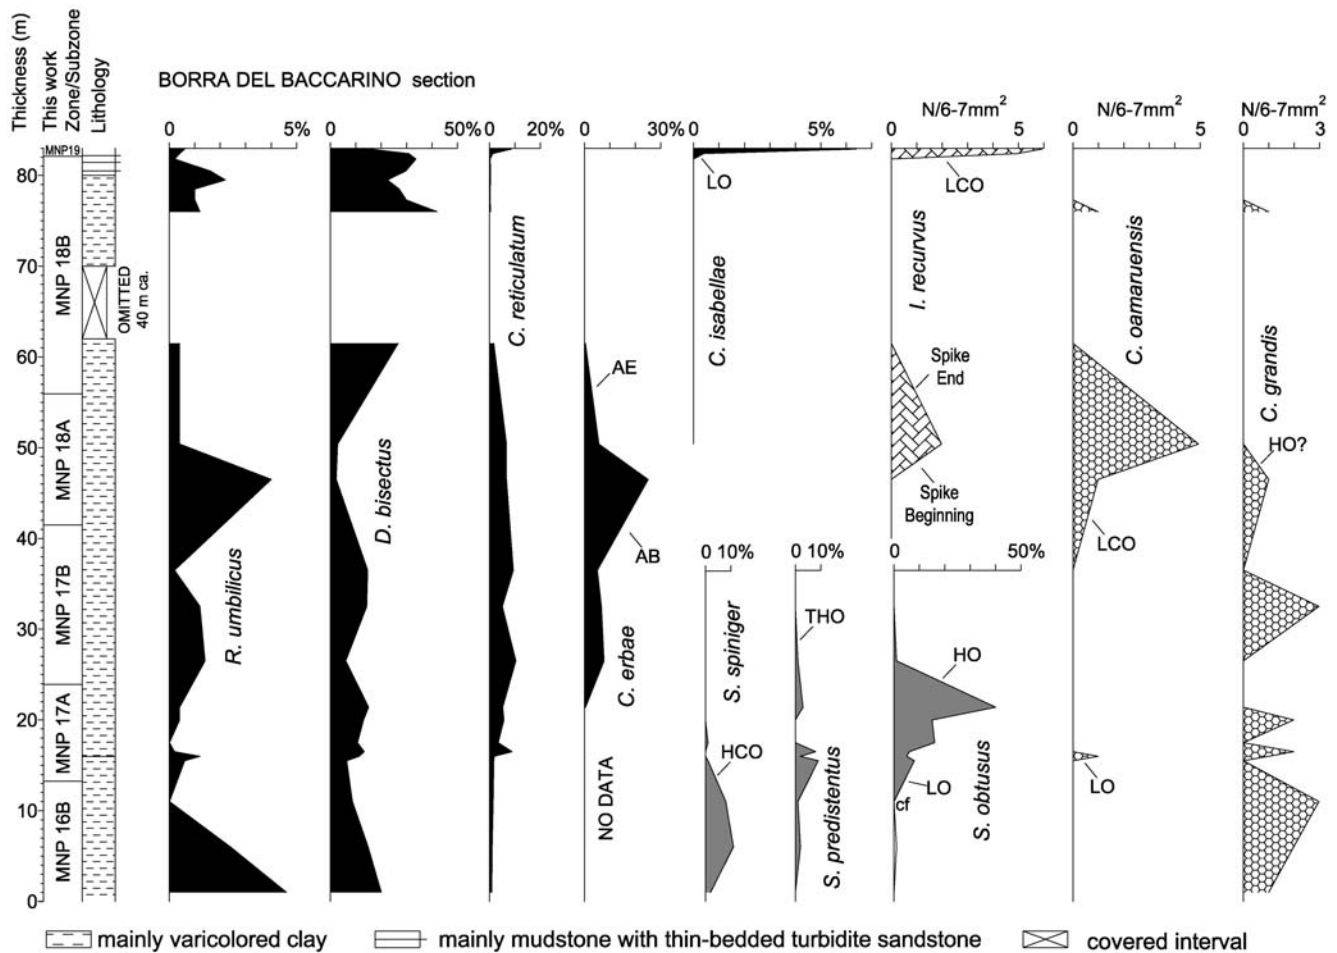 BORRA DEL BACCARINO section
Thickness (m)
This work
Zone/Subzone
Lithology
N/6-7mm2
N/6-7mm2
N/6-7mm2
0 5%
0 50%
0 20%
0 30%
0 5%
0 5
0 5
0 3
MNP19
80
70
60
50
40
30
20
10
0
MNP 18B
MNP 18A
MNP 17B
MNP 17A
MNP 16B
OMITTED
40 m ca.
R. umbilicus
D. bisectus
C. reticulatum
AE
AB
C. erbae
NO DATA
LO
C. isabellae
0 10%
S. spiniger
HCO
0 10%
THO
S. predistentus
LCO
I. recurvus
Spike
End
Spike
Beginning
0 50%
HO
LO
cf
S. obtusus
C. oamaruensis
LCO
LO
C. grandis
HO?
mainly varicolored clay
mainly mudstone with thin-bedded turbidite sandstone
covered interval